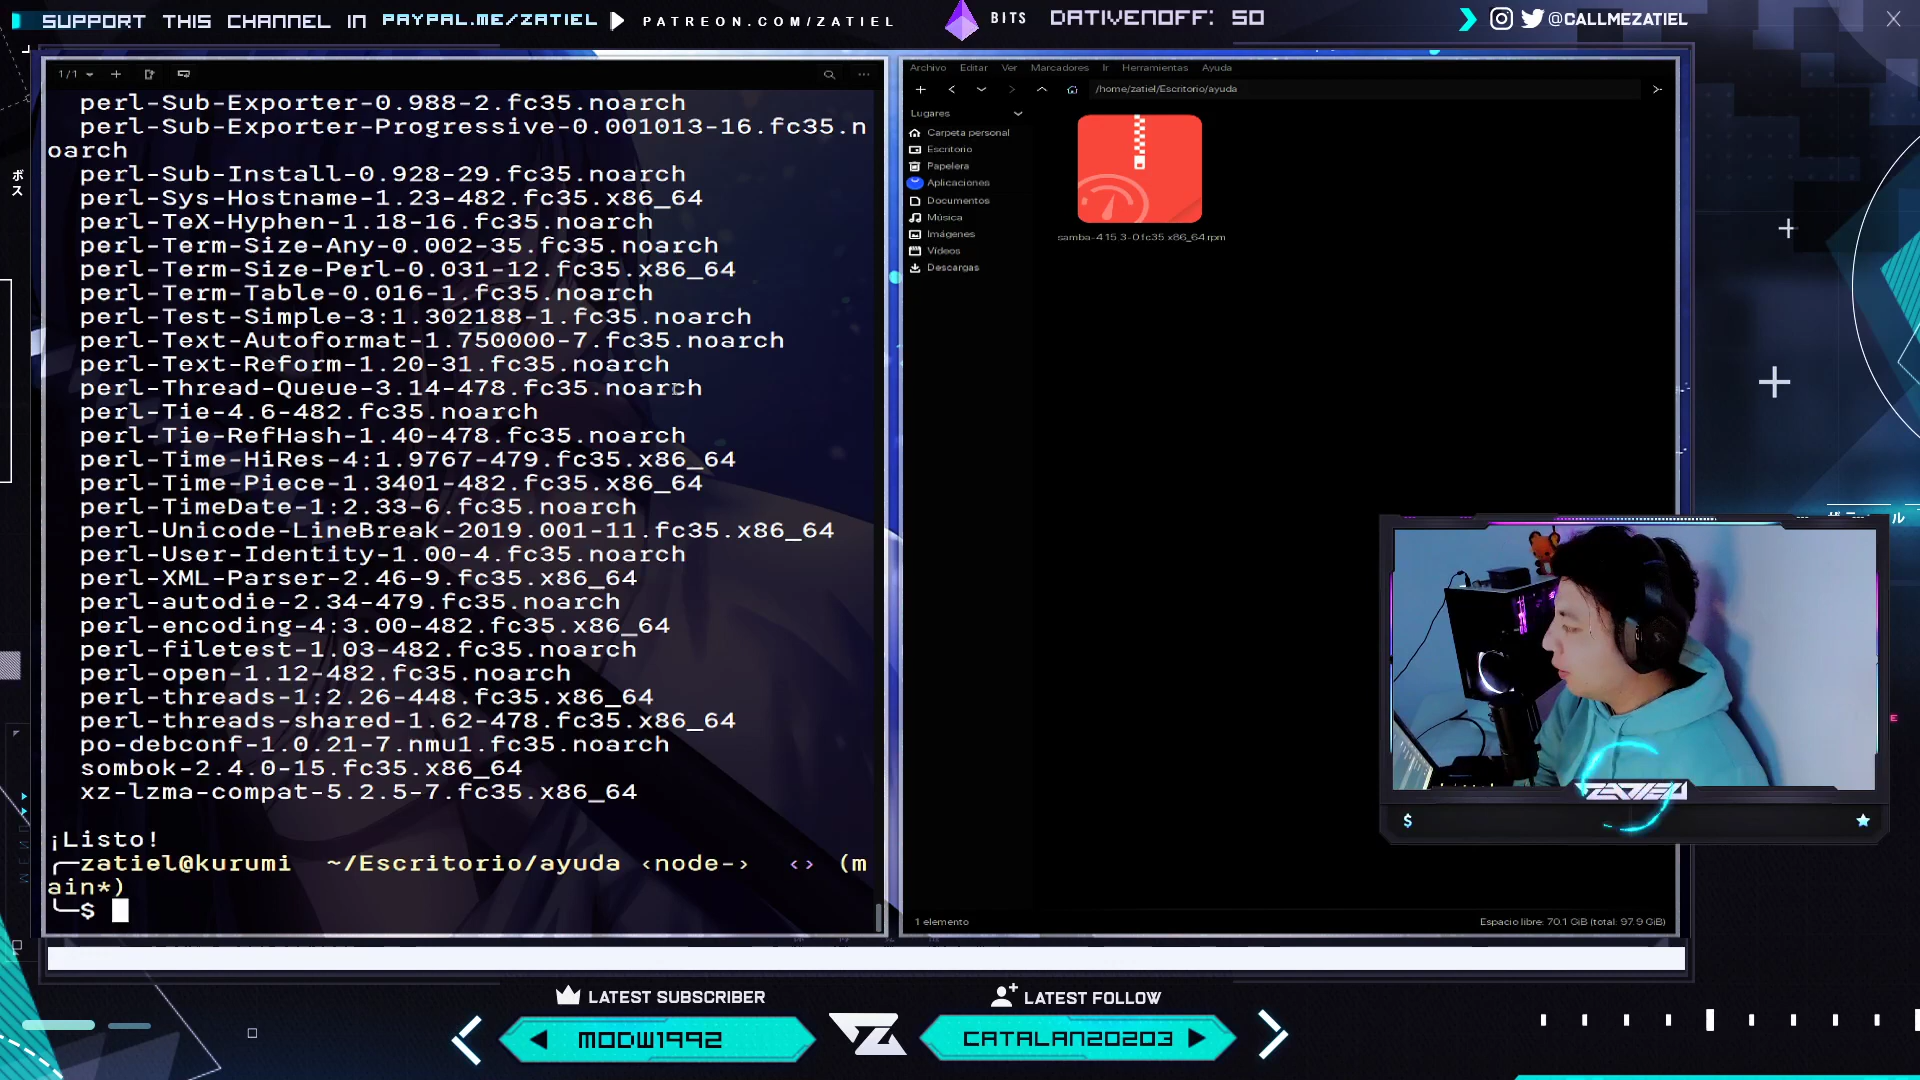 SUPPORT THIS CHANNEL IN PAYPAL.ME/ZATIEL PATREON.COM/ZATIEL
BITS DATIVENOFF: 50
@CALLMEZATIEL
1/1
perl-Sub-Exporter-0.988-2.fc35.noarch
perl-Sub-Exporter-Progressive-0.001013-16.fc35.n
oarch
perl-Sub-Install-0.928-29.fc35.noarch
perl-Sys-Hostname-1.23-482.fc35.x86_64
perl-TeX-Hyphen-1.18-16.fc35.noarch
perl-Term-Size-Any-0.002-35.fc35.noarch
perl-Term-Size-Perl-0.031-12.fc35.x86_64
perl-Term-Table-0.016-1.fc35.noarch
perl-Test-Simple-3:1.302188-1.fc35.noarch
perl-Text-Autoformat-1.750000-7.fc35.noarch
perl-Text-Reform-1.20-31.fc35.noarch
perl-Thread-Queue-3.14-478.fc35.noarch
perl-Tie-4.6-482.fc35.noarch
perl-Tie-RefHash-1.40-478.fc35.noarch
perl-Time-HiRes-4:1.9767-479.fc35.x86_64
perl-Time-Piece-1.3401-482.fc35.x86_64
perl-TimeDate-1:2.33-6.fc35.noarch
perl-Unicode-LineBreak-2019.001-11.fc35.x86_64
perl-User-Identity-1.00-4.fc35.noarch
perl-XML-Parser-2.46-9.fc35.x86_64
perl-autodie-2.34-479.fc35.noarch
perl-encoding-4:3.00-482.fc35.x86_64
perl-filetest-1.03-482.fc35.noarch
perl-open-1.12-482.fc35.noarch
perl-threads-1:2.26-448.fc35.x86_64
perl-threads-shared-1.62-478.fc35.x86_64
po-debconf-1.0.21-7.nmu1.fc35.noarch
sombok-2.4.0-15.fc35.x86_64
xz-lzma-compat-5.2.5-7.fc35.x86_64
¡Listo!
╭─zatiel@kurumi ~/Escritorio/ayuda ‹node-› <> (m
ain*)
╰─$
Archivo Editar Ver Marcadores Ir Herramientas Ayuda
/home/zatiel/Escritorio/ayuda
Lugares
Carpeta personal
Escritorio
Papelera
Aplicaciones
Documentos
Música
Imágenes
Vídeos
Descargas
samba-4.15.3-0.fc35.x86_64.rpm
1 elemento
Espacio libre: 70.1 GiB (total: 97.9 GiB)
ボス
ZATIEL
$
LATEST SUBSCRIBER
MODW1992
LATEST FOLLOW
CATALAN20203